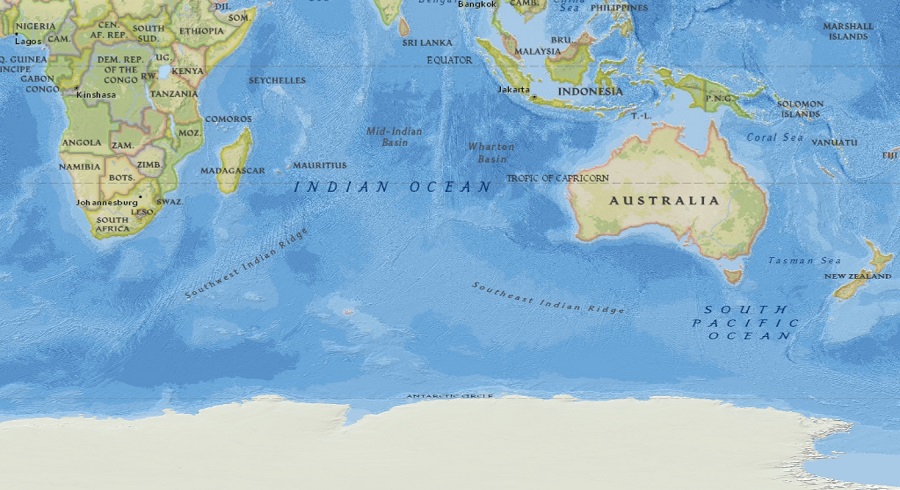 DJI.
SOM.
NIGERIA
Lagos
CAM.
CEN.
AF. REP.
SOUTH
SUD.
ETHIOPIA
Bangkok
CAMB.
China
Sea
PHILIPPINES
MARSHALL
ISLANDS
SRI LANKA
BRU.
MALAYSIA
EQUATOR
Q. GUINEA
GABON
CONGO
DEM. REP.
OF THE
CONGO
UG.
RW.
KENYA
SEYCHELLES
Kinshasa
TANZANIA
Jakarta
INDONESIA
P.N.G.
SOLOMON
ISLANDS
COMOROS
T.-L.
ANGOLA
ZAM.
MOZ.
Mid-Indian
Basin
Wharton
Basin
Coral Sea
VANUATU
FIJI
NAMIBIA
ZIMB.
BOTS.
MADAGASCAR
MAURITIUS
INDIAN OCEAN
TROPIC OF CAPRICORN
AUSTRALIA
Johannesburg
SWAZ.
LESO.
SOUTH
AFRICA
Southwest Indian Ridge
Tasman Sea
NEW ZEALAND
Southeast Indian Ridge
SOUTH
PACIFIC
OCEAN
ANTARCTIC CIRCLE